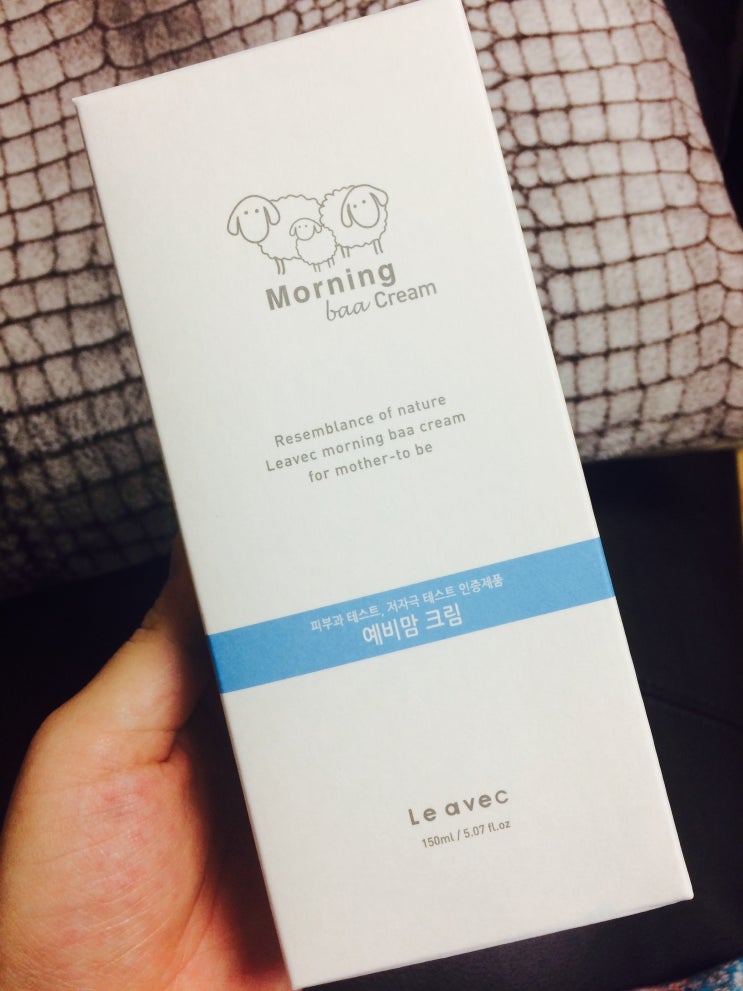 Morning
baa Cream
Resemblance of nature
Leavec morning baa cream
for mother-to be
피부과 테스트, 저자극 테스트 인증제품
예비맘 크림
Le avec
150ml / 5.07 fl.oz